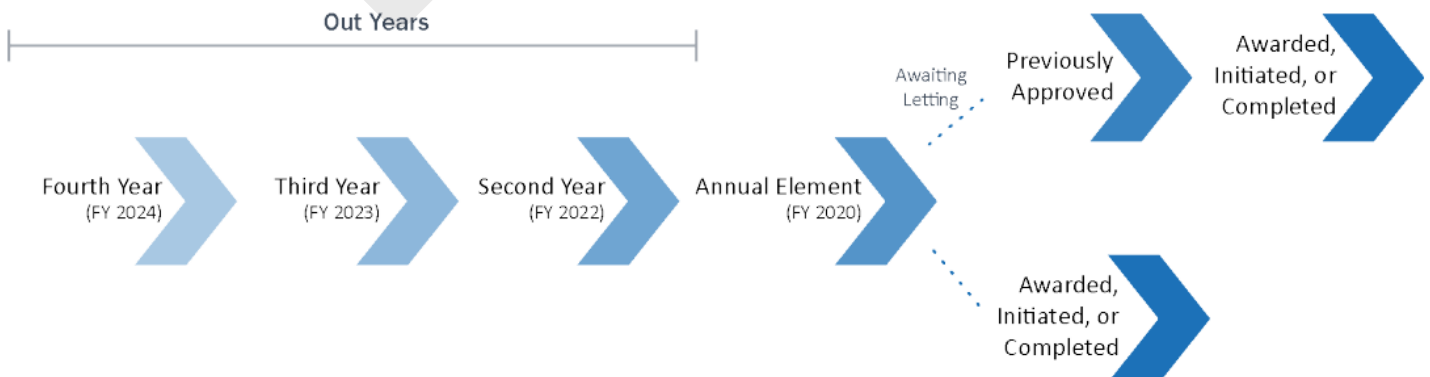 Out Years
Fourth Year
(FY 2024)
Third Year
(FY 2023)
Second Year
(FY 2022)
Annual Element
(FY 2020)
Awaiting
Letting
Previously
Approved
Awarded,
Initiated, or
Completed
Awarded,
Initiated, or
Completed